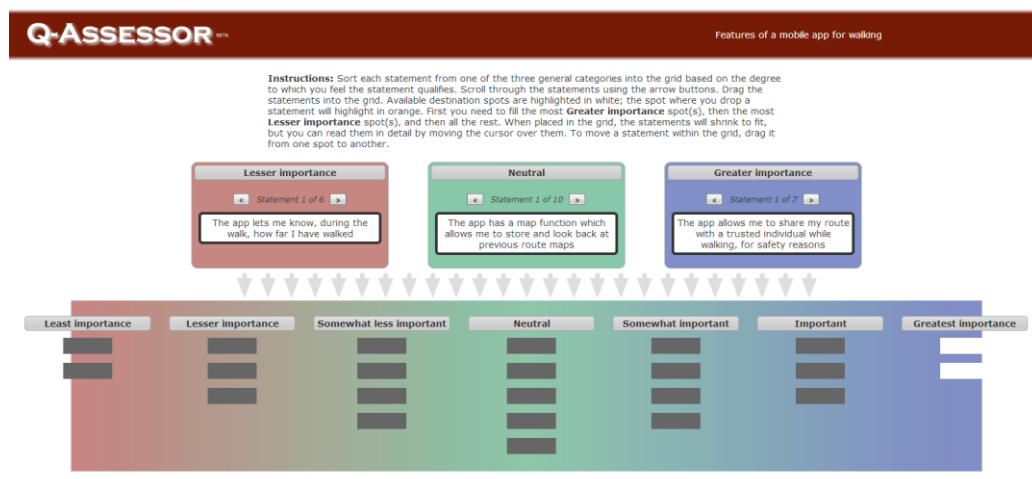 Q-ASSESSOR BETA
Features of a mobile app for walking
Instructions: Sort each statement from one of the three general categories into the grid based on the degree
to which you feel the statement qualifies. Scroll through the statements using the arrow buttons. Drag the
statements into the grid. Available destination spots are highlighted in white; the spot where you drop a
statement will highlight in orange. First you need to fill the most Greater importance spot(s), then the most
Lesser importance spot(s), and then all the rest. When placed in the grid, the statements will shrink to fit,
but you can read them in detail by moving the cursor over them. To move a statement within the grid, drag it
from one spot to another.
Lesser importance
« Statement 1 of 6 »
The app lets me know, during the
walk, how far I have walked
Neutral
« Statement 1 of 10 »
The app has a map function which
allows me to store and look back at
previous route maps
Greater importance
« Statement 1 of 7 »
The app allows me to share my route
with a trusted individual while
walking, for safety reasons
Least importance
Lesser importance
Somewhat less important
Neutral
Somewhat important
Important
Greatest importance